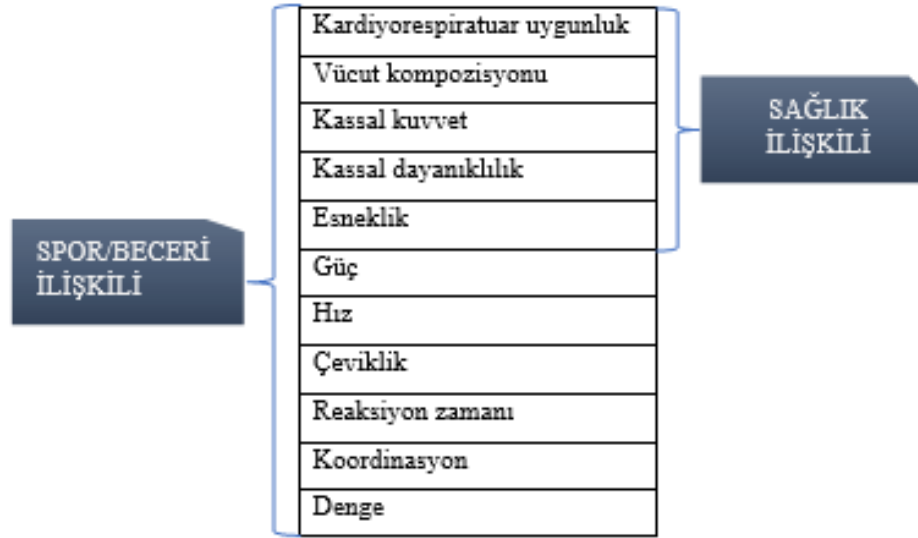 SPOR/BECERİ
İLİŞKİLİ
Kardiyorespiratuar uygunluk
Vücut kompozisyonu
Kassal kuvvet
Kassal dayanıklılık
Esneklik
Güç
Hız
Çeviklik
Reaksiyon zamanı
Koordinasyon
Denge
SAĞLIK
İLİŞKİLİ